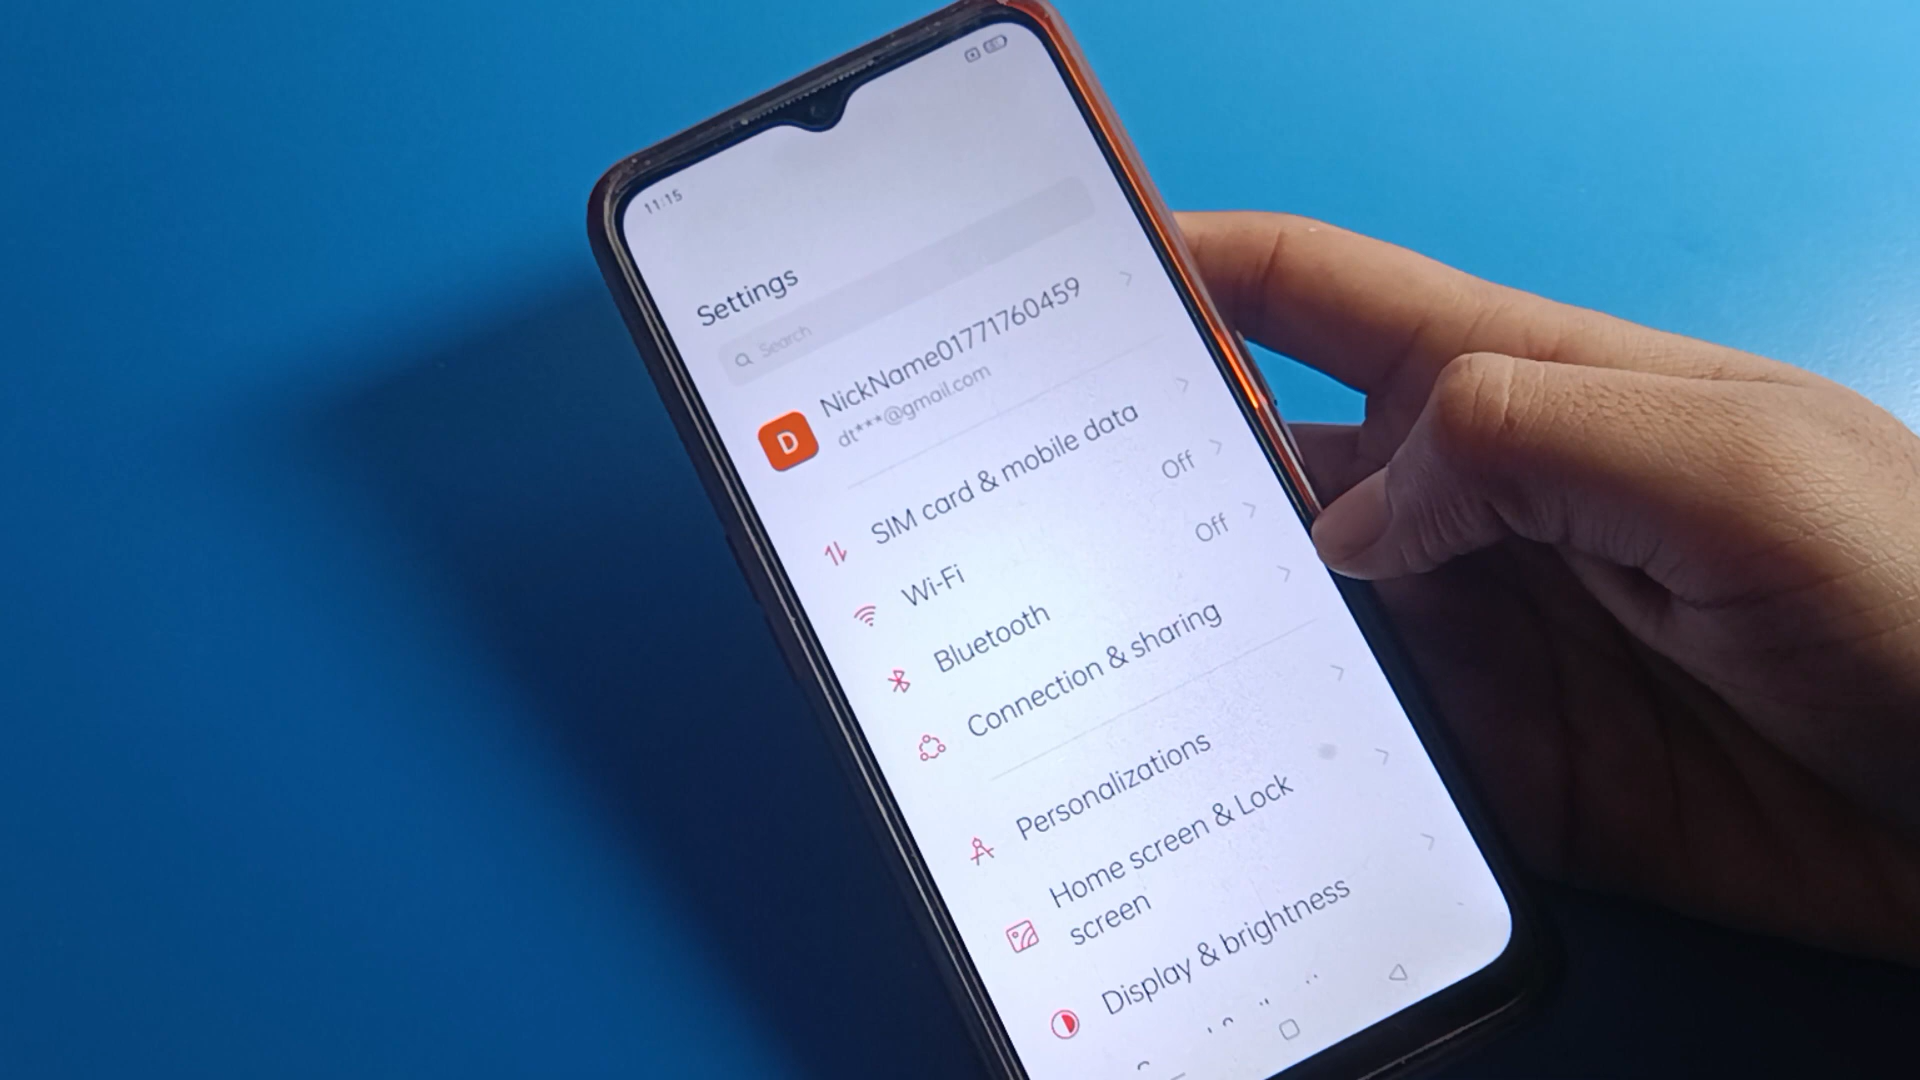 11:15
Settings
Search
D
NickName01771760459
dt***@gmail.com
SIM card & mobile data
Wi-Fi
Off
Bluetooth
Off
Connection & sharing
Personalizations
Home screen & Lock
screen
Display & brightness